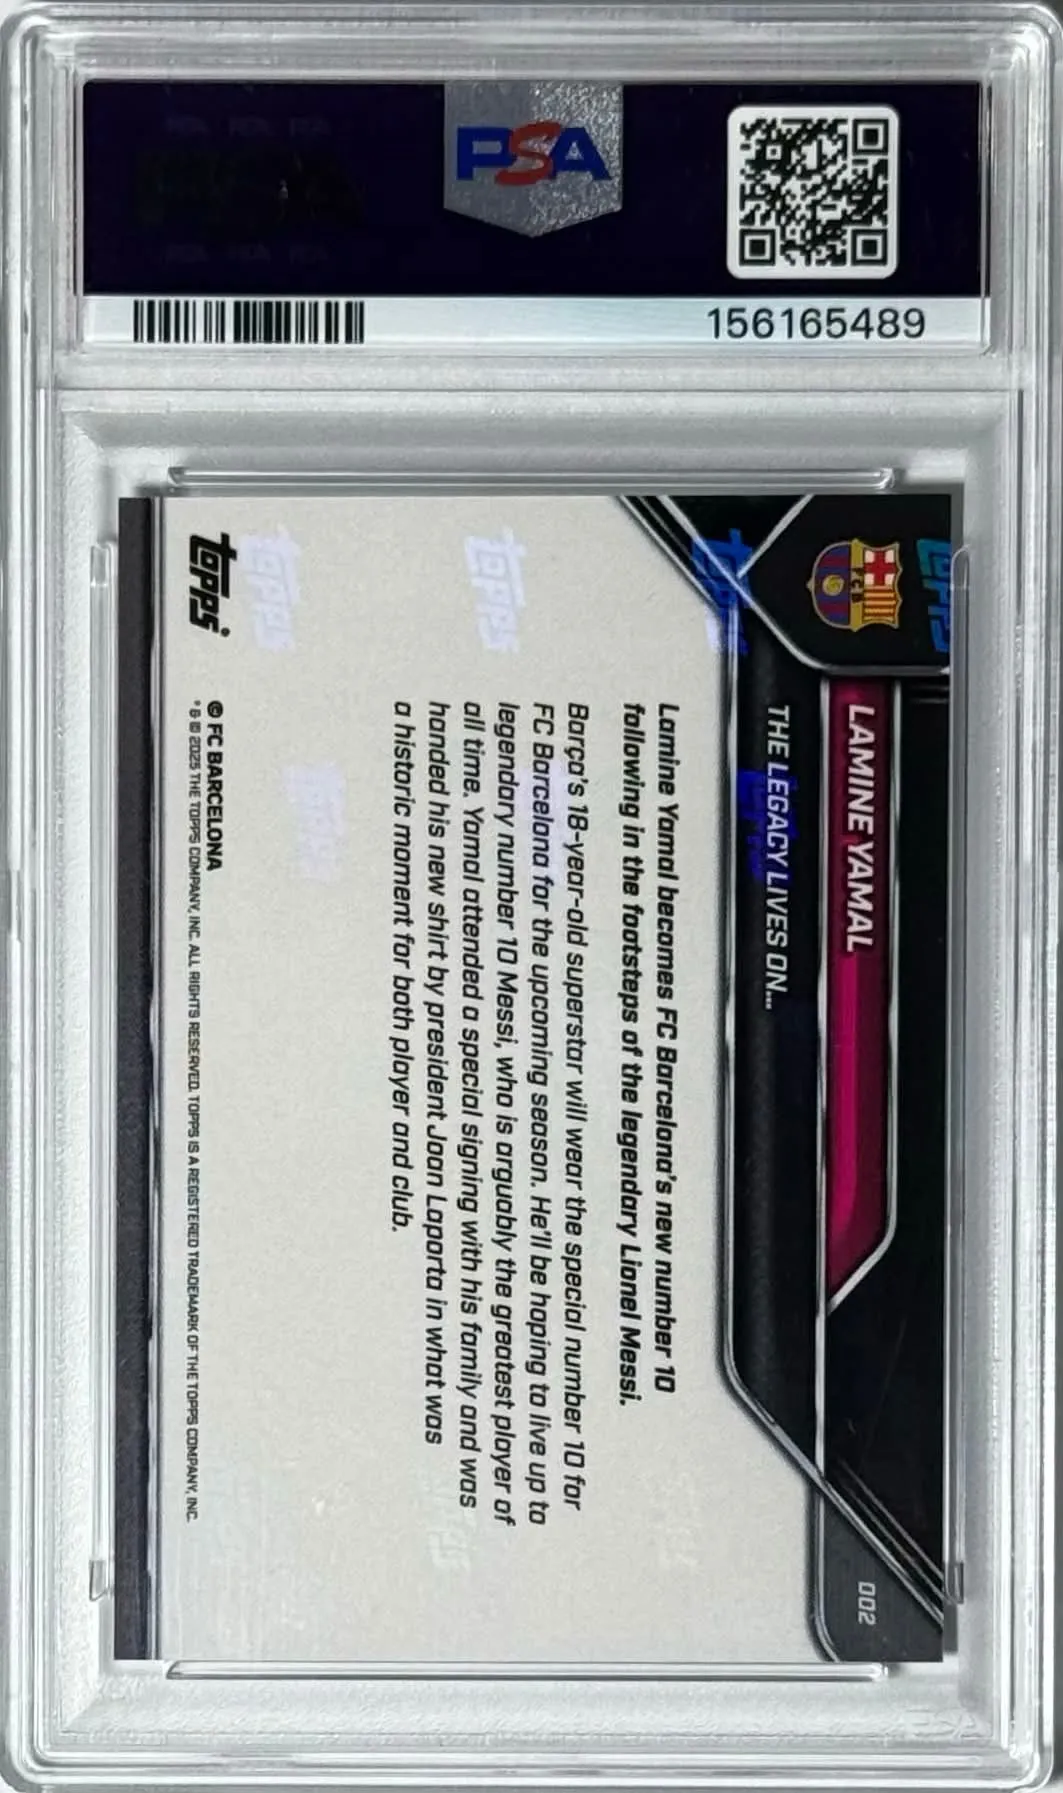 PSA
156165489
LAMINE YAMAL
002
THE LEGACY LIVES ON...
Lamine Yamal becomes FC Barcelona's new number 10
following in the footsteps of the legendary Lionel Messi.
Barça's 18-year-old superstar will wear the special number 10 for
FC Barcelona for the upcoming season. He'll be hoping to live up to
legendary number 10 Messi, who is arguably the greatest player of
all time. Yamal attended a special signing with his family and was
handed his new shirt by president Joan Laporta in what was
a historic moment for both player and club.
topps
© FC BARCELONA
® & © 2025 THE TOPPS COMPANY, INC. ALL RIGHTS RESERVED. TOPPS IS A REGISTERED TRADEMARK OF THE TOPPS COMPANY, INC.
FCB
topps
topps
topps
topps